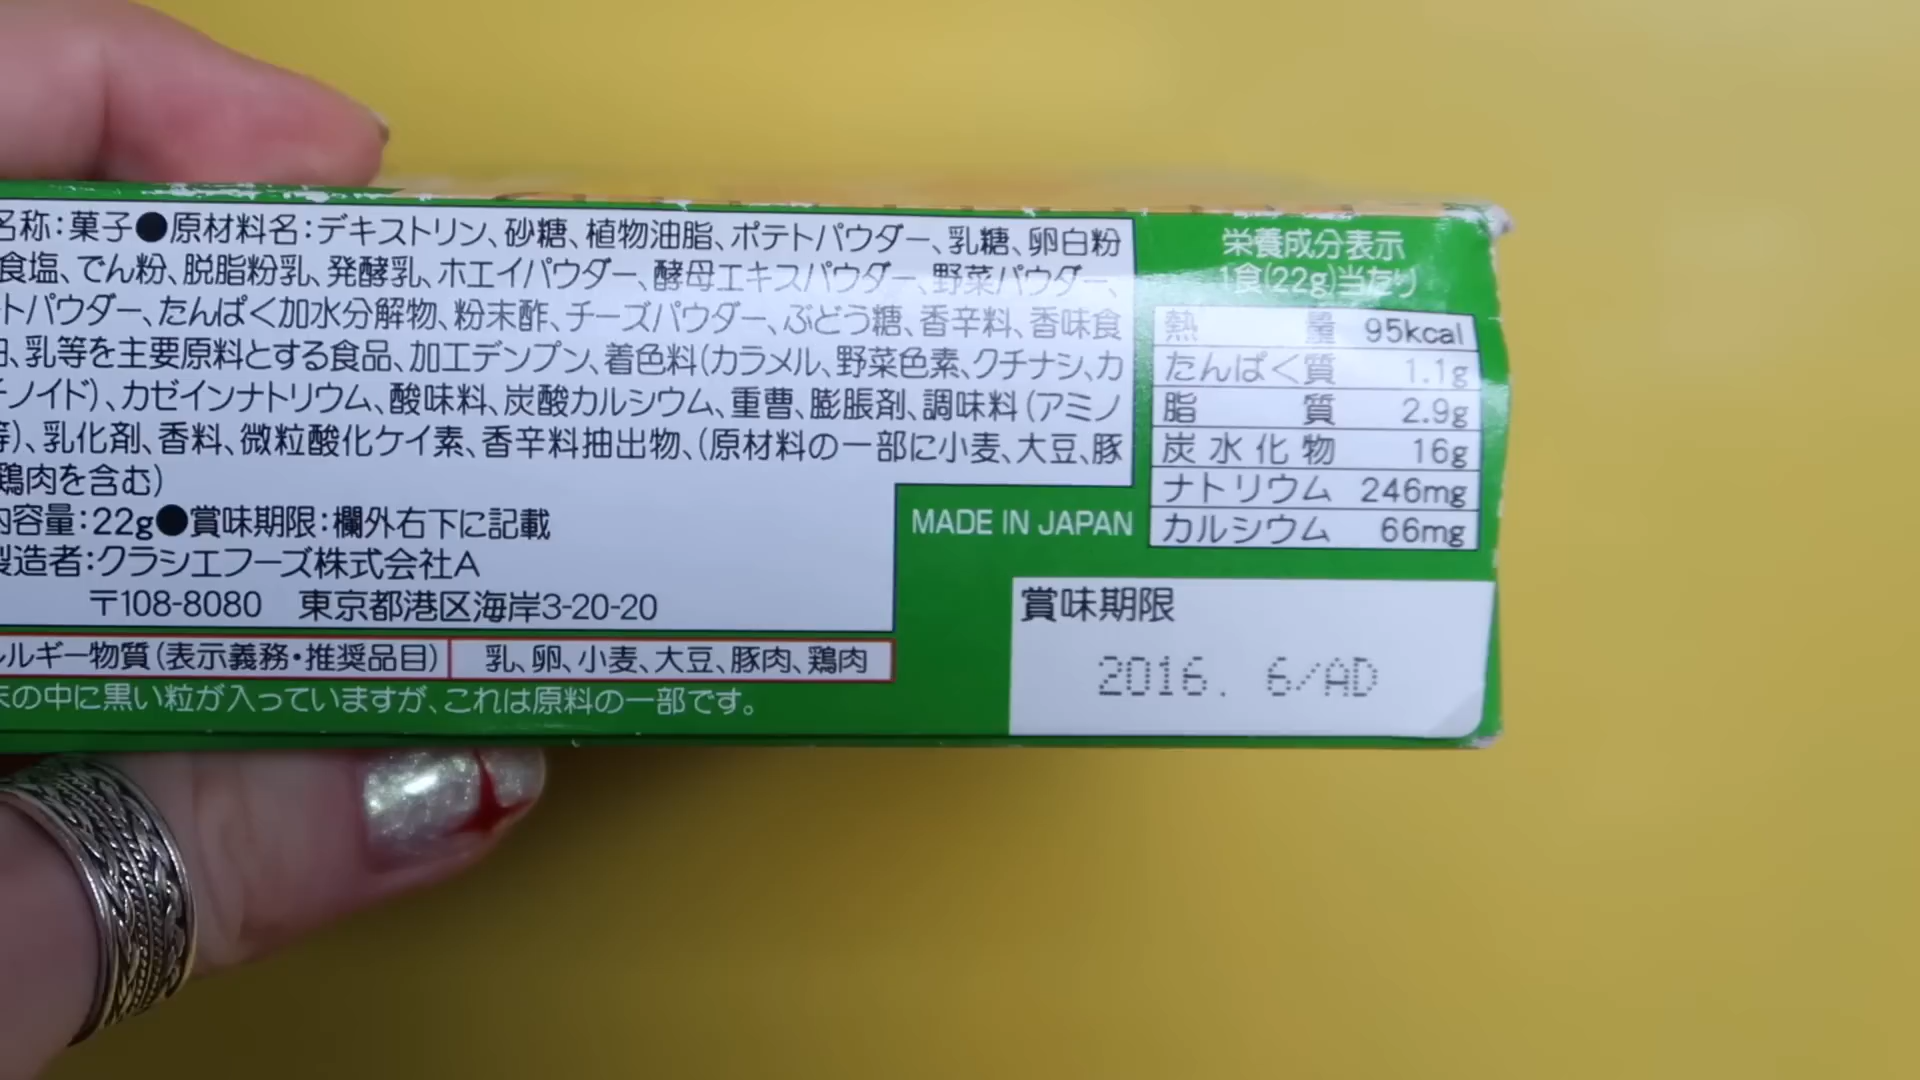 名称:菓子●原材料名:デキストリン、砂糖、植物油脂、ポテトパウダー、乳糖、卵白粉
食塩、でん粉、脱脂粉乳、発酵乳、ホエイパウダー、酵母エキスパウダー、野菜パウダー、
トパウダー、たんぱく加水分解物、粉末酢、チーズパウダー、ぶどう糖、香辛料、香味食
、乳等を主要原料とする食品、加工デンプン、着色料(カラメル、野菜色素、クチナシ、カ
チノイド)、カゼインナトリウム、酸味料、炭酸カルシウム、重曹、膨脹剤、調味料(アミノ
等)、乳化剤、香料、微粒酸化ケイ素、香辛料抽出物、(原材料の一部に小麦、大豆、豚
鶏肉を含む)
内容量:22g●賞味期限:欄外右下に記載
製造者:クラシエフーズ株式会社A
〒108-8080 東京都港区海岸3-20-20
ルギー物質(表示義務・推奨品目) 乳、卵、小麦、大豆、豚肉、鶏肉
末の中に黒い粒が入っていますが、これは原料の一部です。
MADE IN JAPAN
栄養成分表示
1食(22g)当たり
熱量 95kcal
たんぱく質 1.1g
脂質 2.9g
炭水化物 16g
ナトリウム 246mg
カルシウム 66mg
賞味期限
2016. 6/AD